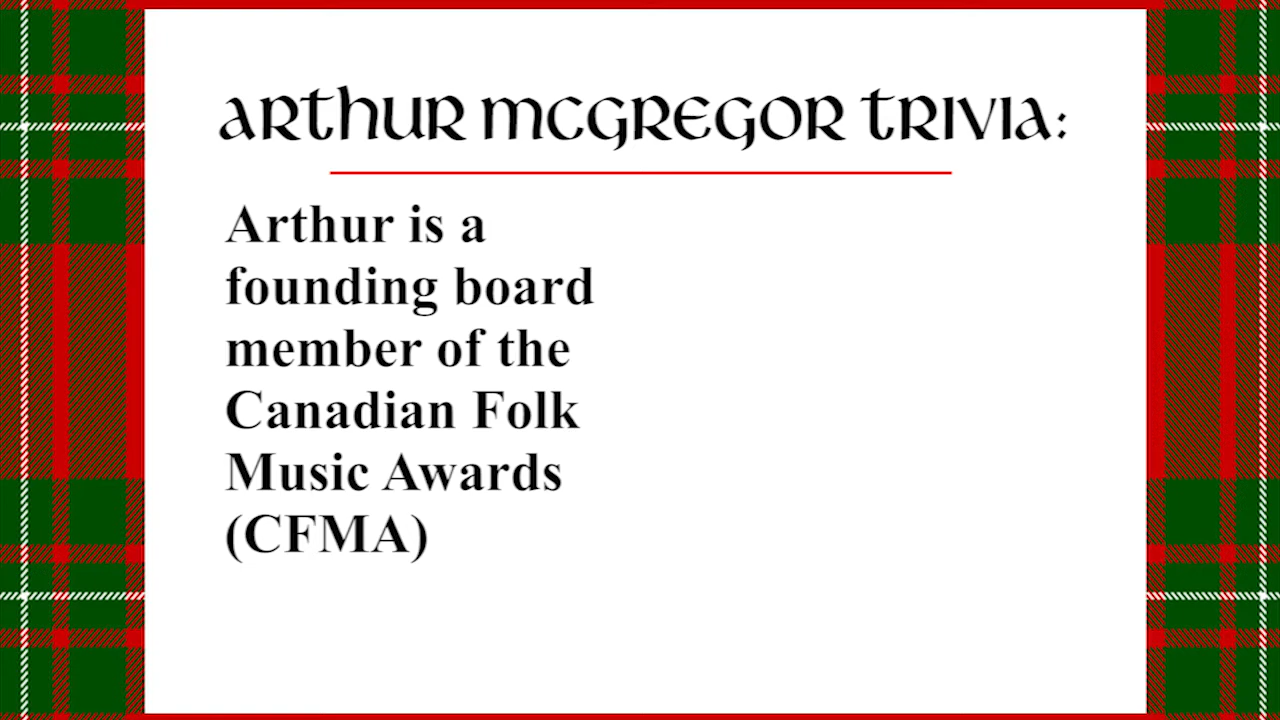 Arthur McGregor Trivia:
Arthur is a
founding board
member of the
Canadian Folk
Music Awards
(CFMA)